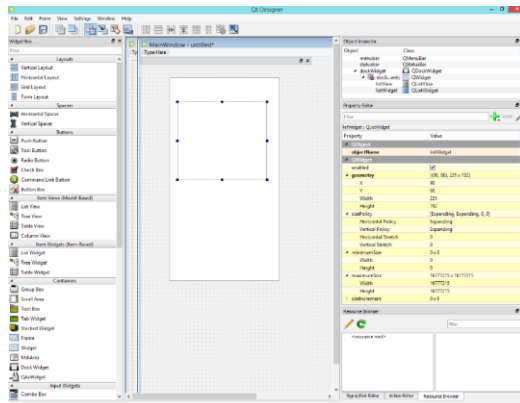 Qt Designer
File Edit Form View Settings Window Help
Widget Box
Filter
Layouts
Vertical Layout
Horizontal Layout
Grid Layout
Form Layout
Spacers
Horizontal Spacer
Vertical Spacer
Buttons
Push Button
Tool Button
Radio Button
Check Box
Command Link Button
Button Box
Item Views (Model-Based)
List View
Tree View
Table View
Column View
Item Widgets (Item-Based)
List Widget
Tree Widget
Table Widget
Containers
Group Box
Scroll Area
Tool Box
Tab Widget
Stacked Widget
Frame
Widget
MdiArea
Dock Widget
QAxWidget
Input Widgets
Combo Box
MainWindow - untitled*
Type Here
Object Inspector
Object Class
menubar QMenuBar
statusbar QStatusBar
dockWidget QDockWidget
dock...ents QWidget
listView QListView
listWidget QListWidget
Property Editor
Filter
listWidget : QListWidget
Property Value
QObject
objectName listWidget
QWidget
enabled
geometry
X
Y
Width
Height 192
sizePolicy [Expanding, Expanding, 0, 0]
Horizontal Policy Expanding
Vertical Policy Expanding
Horizontal Stretch 0
Vertical Stretch 0
minimumSize 0 x 0
Width 0
Height 0
maximumSize 16777215 x 16777215
Width 16777215
Height 16777215
sizeIncrement 0 x 0
Resource Browser
Filter
<resource root>
Signal/Slot Editor Action Editor Resource Browser